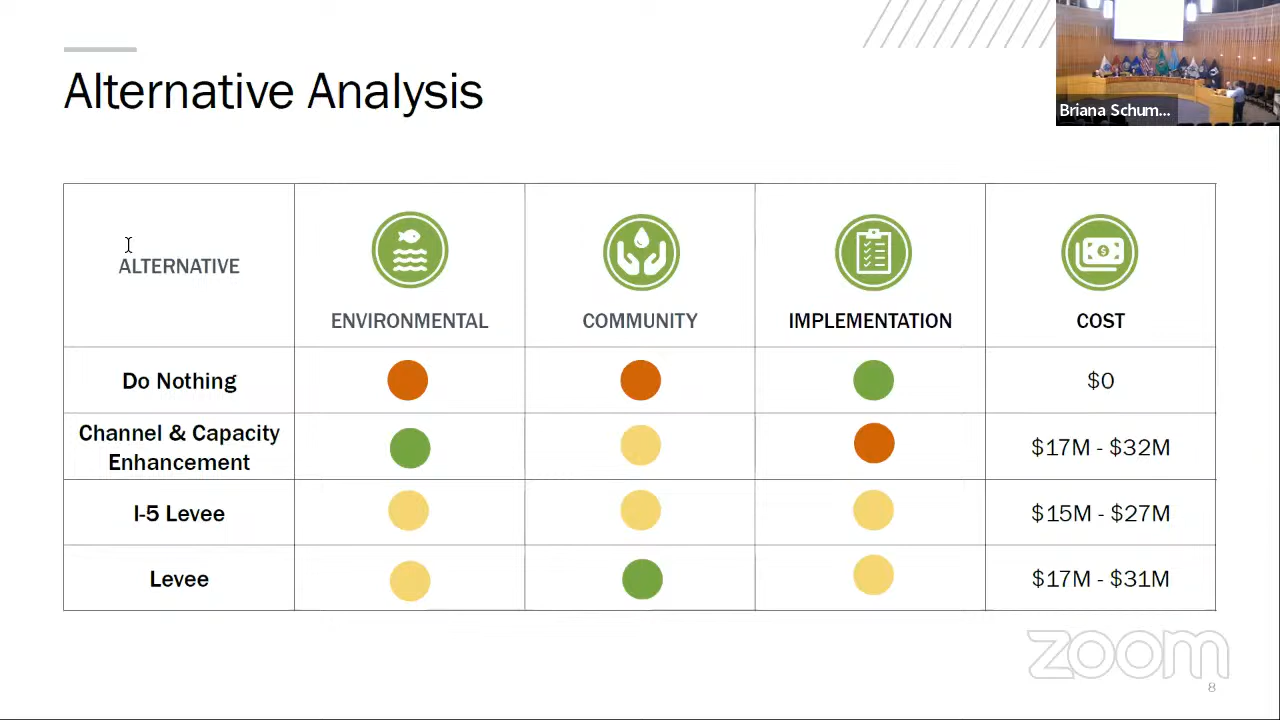 Alternative Analysis
Briana Schum...
ALTERNATIVE
ENVIRONMENTAL
COMMUNITY
IMPLEMENTATION
COST
Do Nothing
$0
Channel & Capacity
Enhancement
$17M - $32M
I-5 Levee
$15M - $27M
Levee
$17M - $31M
zoom
8